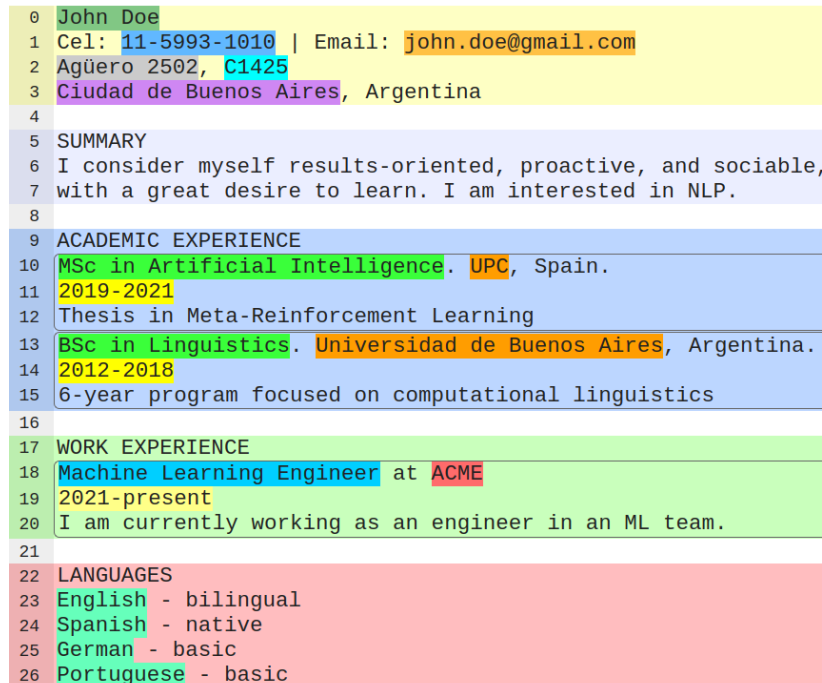 0 John Doe
1 Cel: 11-5993-1010 | Email: john.doe@gmail.com
2 Agüero 2502, C1425
3 Ciudad de Buenos Aires, Argentina
4
5 SUMMARY
6 I consider myself results-oriented, proactive, and sociable,
7 with a great desire to learn. I am interested in NLP.
8
9 ACADEMIC EXPERIENCE
10 MSc in Artificial Intelligence. UPC, Spain.
11 2019-2021
12 Thesis in Meta-Reinforcement Learning
13 BSc in Linguistics. Universidad de Buenos Aires, Argentina.
14 2012-2018
15 6-year program focused on computational linguistics
16
17 WORK EXPERIENCE
18 Machine Learning Engineer at ACME
19 2021-present
20 I am currently working as an engineer in an ML team.
21
22 LANGUAGES
23 English - bilingual
24 Spanish - native
25 German - basic
26 Portuguese - basic